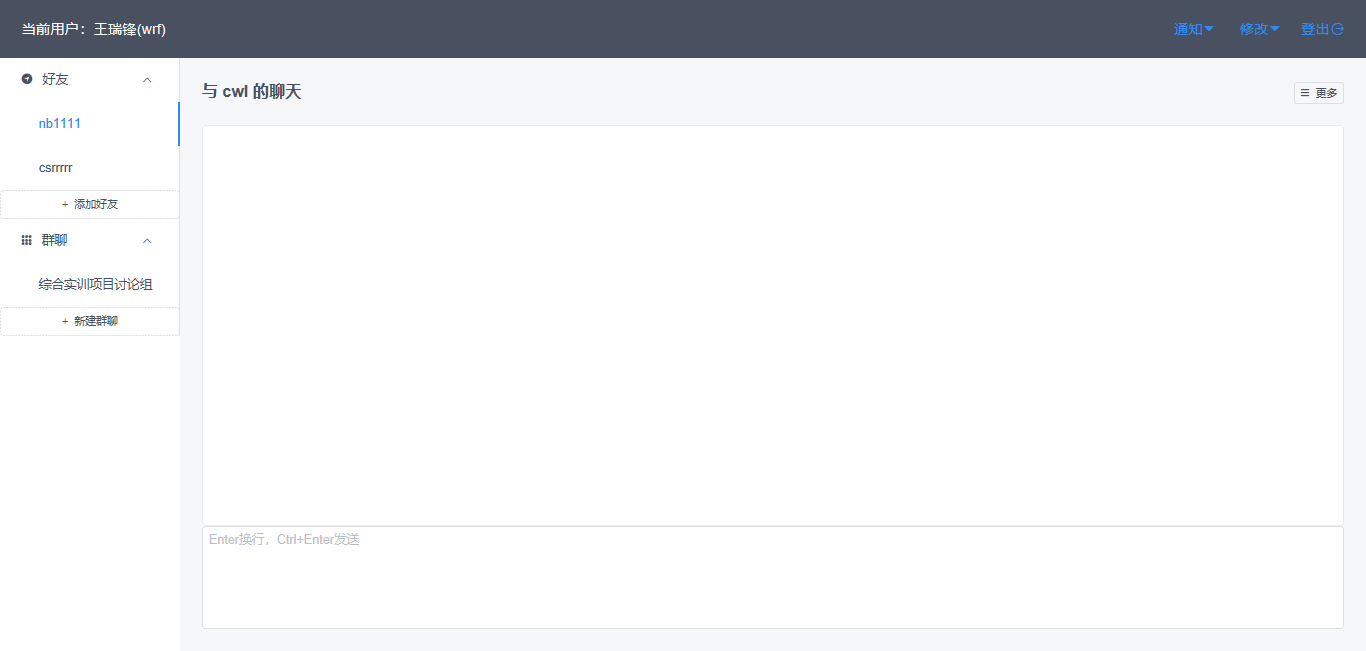 当前用户：王瑞锋(wrf)
通知 修改 登出
好友
nb1111
csrrrrr
+ 添加好友
群聊
综合实训项目讨论组
+ 新建群聊
与 cwl 的聊天
更多
Enter换行，Ctrl+Enter发送